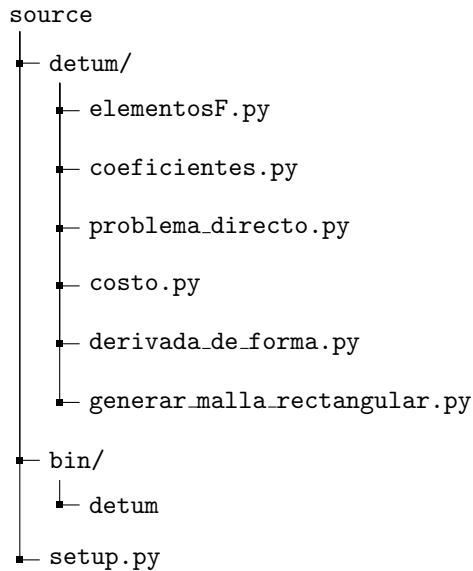 source
detum/
elementosF.py
coeficientes.py
problema_directo.py
costo.py
derivada_de_forma.py
generar_malla_rectangular.py
bin/
detum
setup.py